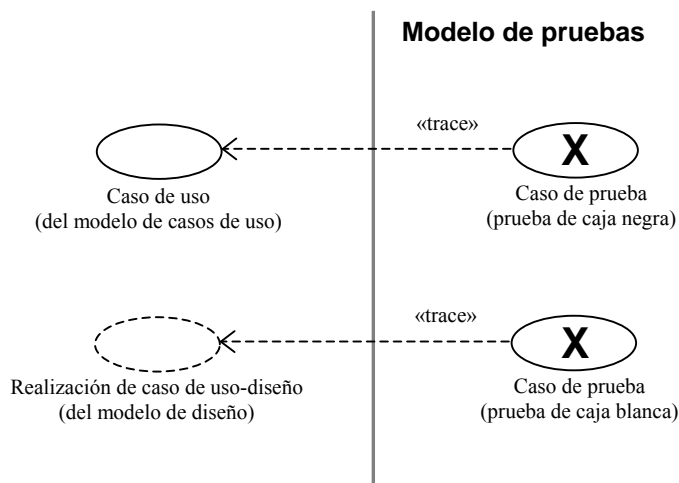 Modelo de pruebas
«trace»
X
Caso de uso
(del modelo de casos de uso)
Caso de prueba
(prueba de caja negra)
«trace»
X
Realización de caso de uso-diseño
(del modelo de diseño)
Caso de prueba
(prueba de caja blanca)